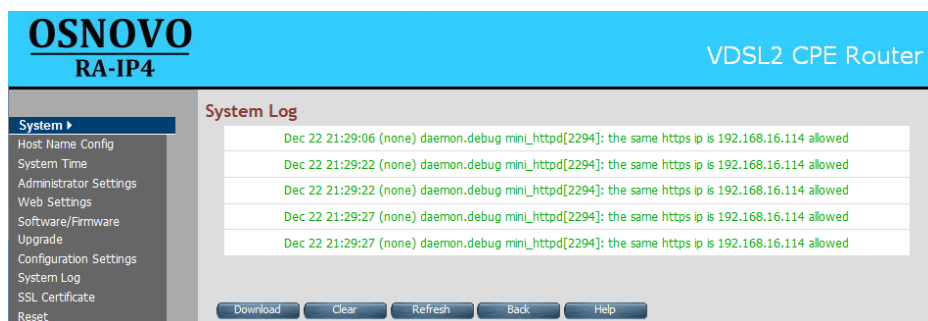 OSNOVO
RA-IP4
VDSL2 CPE Router
System
Host Name Config
System Time
Administrator Settings
Web Settings
Software/Firmware
Upgrade
Configuration Settings
System Log
SSL Certificate
Reset
System Log
Dec 22 21:29:06 (none) daemon.debug mini_httpd[2294]: the same https ip is 192.168.16.114 allowed
Dec 22 21:29:22 (none) daemon.debug mini_httpd[2294]: the same https ip is 192.168.16.114 allowed
Dec 22 21:29:22 (none) daemon.debug mini_httpd[2294]: the same https ip is 192.168.16.114 allowed
Dec 22 21:29:27 (none) daemon.debug mini_httpd[2294]: the same https ip is 192.168.16.114 allowed
Dec 22 21:29:27 (none) daemon.debug mini_httpd[2294]: the same https ip is 192.168.16.114 allowed
Download Clear Refresh Back Help